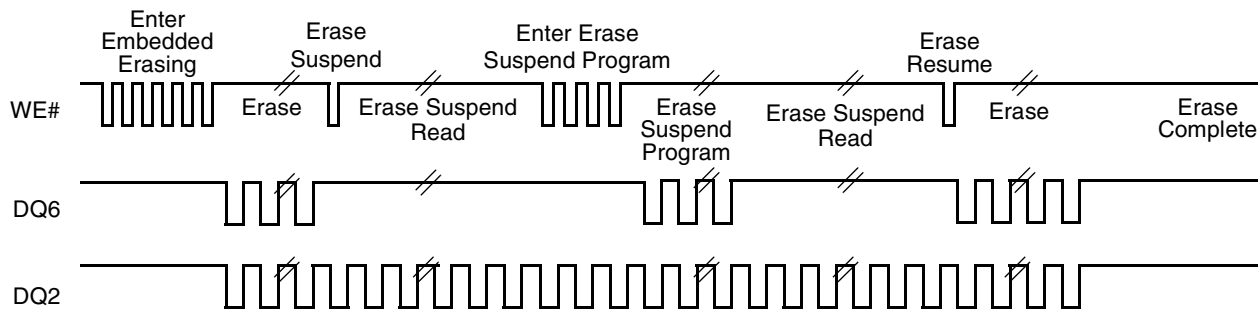 Enter
Embedded
Erasing
Erase
Suspend
Enter Erase
Suspend Program
Erase
Resume
WE#
Erase
Erase Suspend
Read
Erase
Suspend
Program
Erase Suspend
Read
Erase
Erase
Complete
DQ6
DQ2